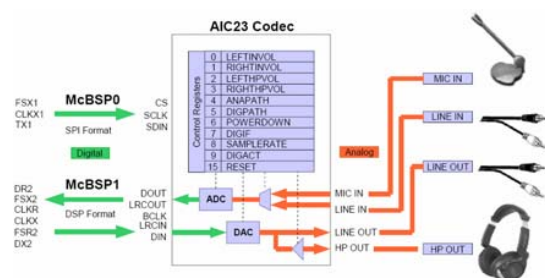 AIC23 Codec
0 LEFTINVOL
1 RIGHTINVOL
2 LEFTHPVOL
3 RIGHTHPVOL
4 ANAPATH
5 DIGPATH
6 POWERDOWN
7 DIGIF
8 SAMPLERATE
9 DIGACT
15 RESET
Control Registers
McBSP0
FSX1
CLKX1
TX1
SPI Format
CS
SCLK
SDIN
Digital
Analog
McBSP1
DR2
FSX2
CLKR
CLKX
FSR2
DX2
DSP Format
DOUT
LRCOUT
BCLK
LRCIN
DIN
ADC
DAC
MIC IN
LINE IN
LINE OUT
HP OUT
MIC IN
LINE IN
LINE OUT
HP OUT